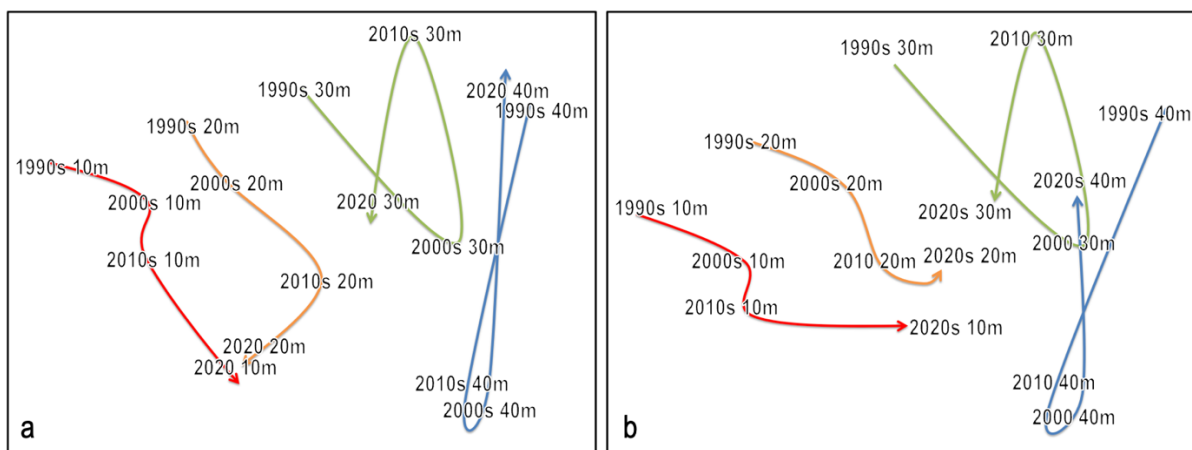 2010s 30m
1990s 30m
2020 40m
1990s 40m
1990s 20m
1990s 10m
2000s 20m
2000s 10m
2020 30m
2000s 30m
2010s 10m
2010s 20m
2020 20m
2020 10m
2010s 40m
2000s 40m
a
2010 30m
1990s 30m
1990s 40m
1990s 20m
2000s 20m
2020s 40m
1990s 10m
2020s 30m
2000 30m
2000s 10m
2010 20m
2020s 20m
2010s 10m
2020s 10m
2010 40m
2000 40m
b